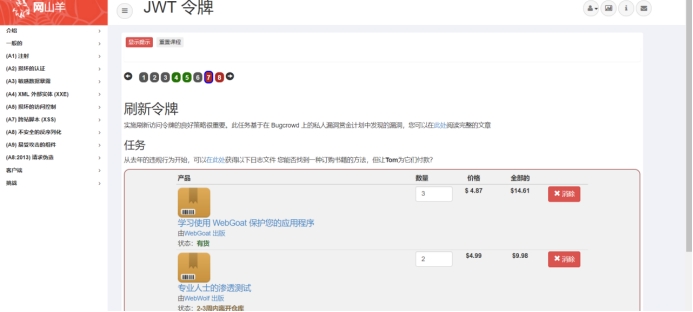 网山羊
JWT 令牌
介绍
一般的
(A1) 注射
(A2) 损坏的认证
(A3) 敏感数据暴露
(A4) XML 外部实体 (XXE)
(A5) 损坏的访问控制
(A7) 跨站脚本 (XSS)
(A8) 不安全的反序列化
(A9) 易受攻击的组件
(A8:2013) 请求伪造
客户端
挑战
显示提示 重置课程
1 2 3 4 5 6 7 8
刷新令牌
实施刷新访问令牌的良好策略很重要。此任务基于在 Bugcrowd 上的私人漏洞赏金计划中发现的漏洞，您可以在此处阅读完整的文章
任务
从去年的违规行为开始，可以在此处获得以下日志文件 您能否找到一种订购书籍的方法，但让Tom为它们付款？
产品 数量 价格 全部的
3 $ 4.87 $14.61 ✖ 消除
学习使用 WebGoat 保护您的应用程序
由WebGoat 出版
状态：有货
2 $4.99 $9.98 ✖ 消除
专业人士的渗透测试
由WebWolf 出版
状态：2-3周内离开仓库